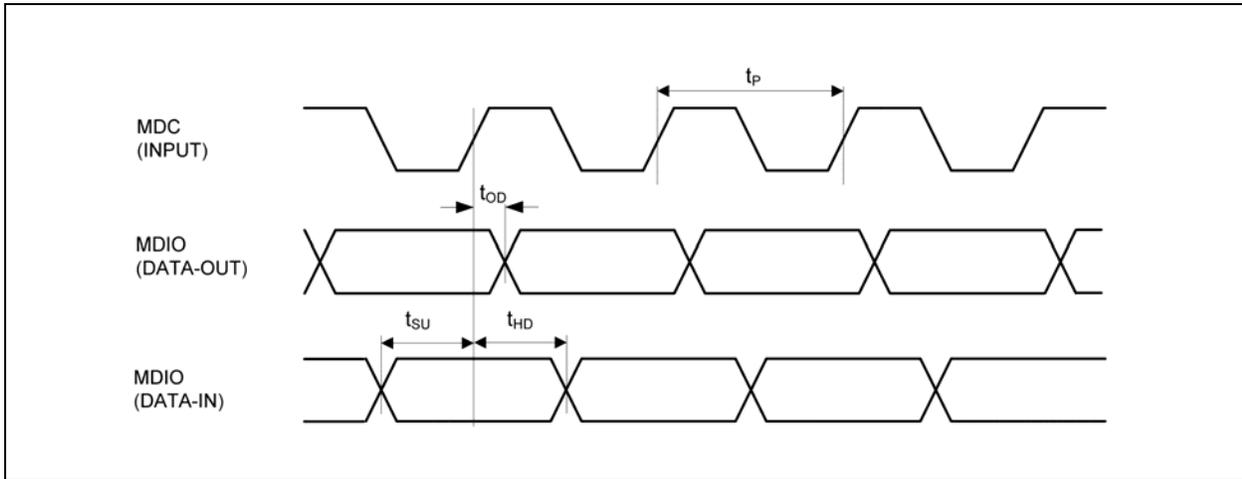 tP
MDC
(INPUT)
tOD
MDIO
(DATA-OUT)
tSU
tHD
MDIO
(DATA-IN)